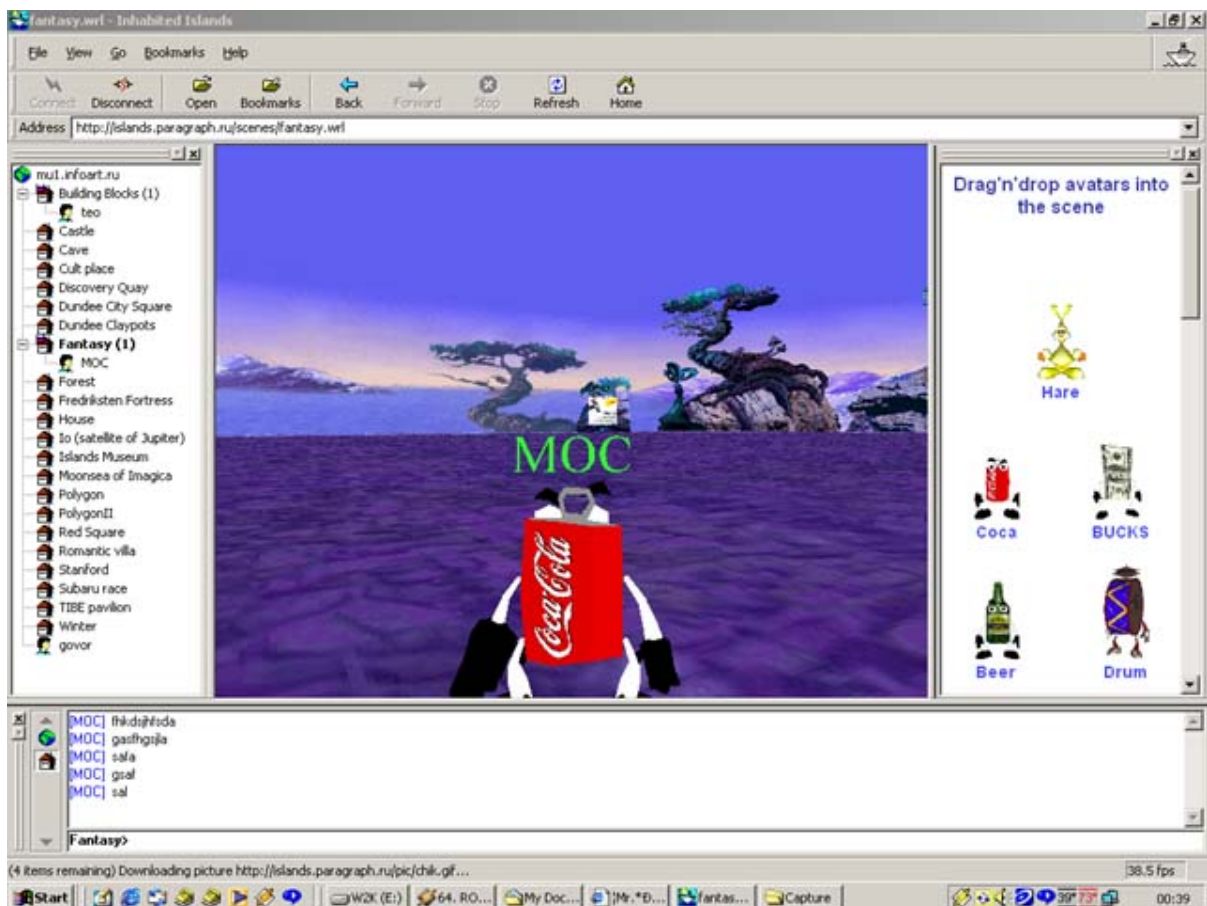 fantasy.wrl - Inhabited Islands
File View Go Bookmarks Help
Connect Disconnect Open Bookmarks Back Forward Stop Refresh Home
Address http://islands.paragraph.ru/scenes/fantasy.wrl
mu1.infoart.ru
Building Blocks (1)
teo
Castle
Cave
Cult place
Discovery Quay
Dundee City Square
Dundee Claypots
Fantasy (1)
MOC
Forest
Fredriksten Fortress
House
Io (satellite of Jupiter)
Islands Museum
Moonsea of Imagica
Polygon
PolygonII
Red Square
Romantic villa
Stanford
Subaru race
TIBE pavilion
Winter
govor
MOC
Coca-Cola
Drag'n'drop avatars into
the scene
Hare
Coca BUCKS
Beer Drum
[MOC] fhkdsjhfsda
[MOC] gasfhgsjla
[MOC] safa
[MOC] gsaf
[MOC] sal
Fantasy>
(4 items remaining) Downloading picture http://islands.paragraph.ru/pic/chik.gif... 38.5 fps
Start W2K (E:) 64. RO... My Doc... fantas... Capture 39° 73° 00:39